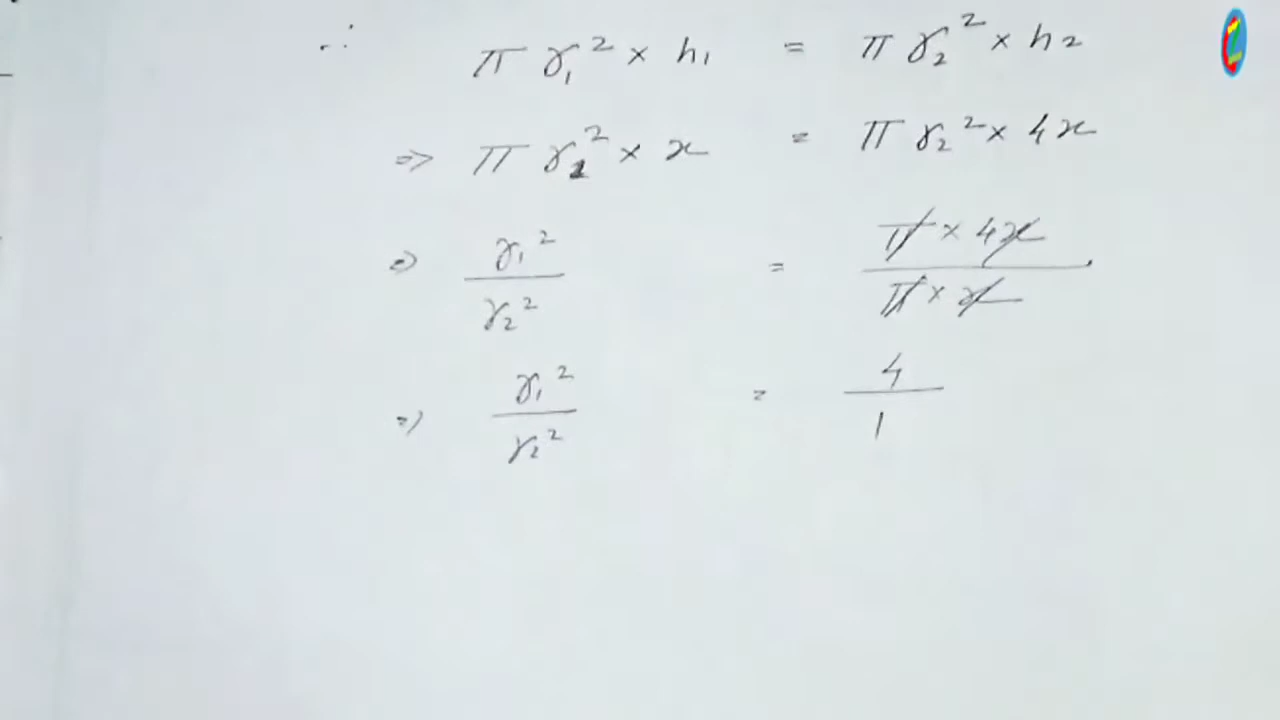 ∴ π r₁² × h₁ = π r₂² × h₂
=> π r₁² × x = π r₂² × 4x
=> r₁²/r₂² = π × 4x/π × x
=> r₁²/r₂² = 4/1